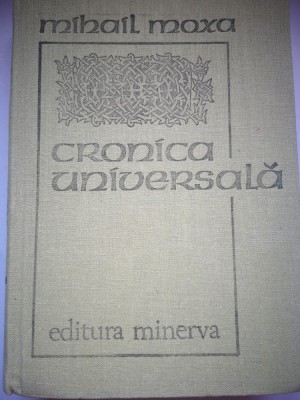 mihail moxa
cronica
universală
editura minerva